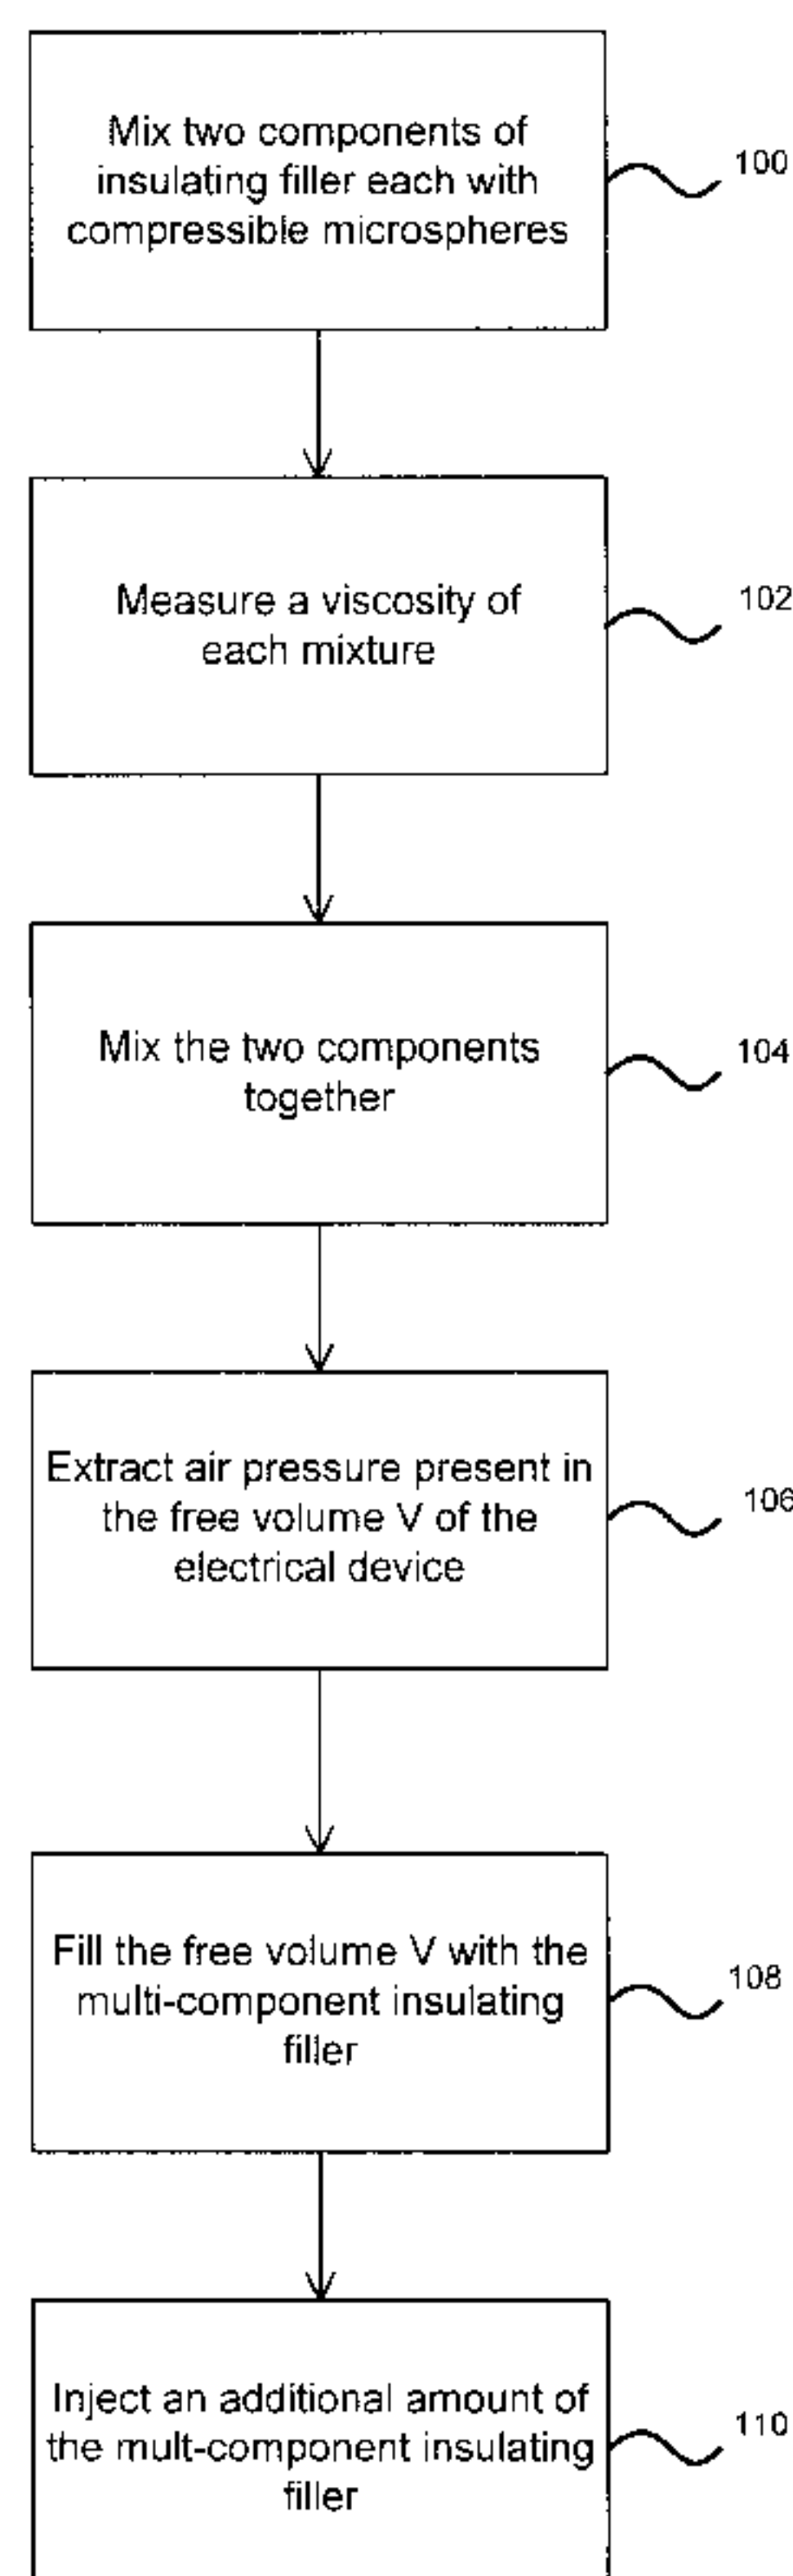 Mix two components of
insulating filler each with
compressible microspheres
100
Measure a viscosity of
each mixture
102
Mix the two components
together
104
Extract air pressure present in
the free volume V of the
electrical device
106
Fill the free volume V with the
multi-component insulating
filler
108
Inject an additional amount of
the mult-component insulating
filler
110